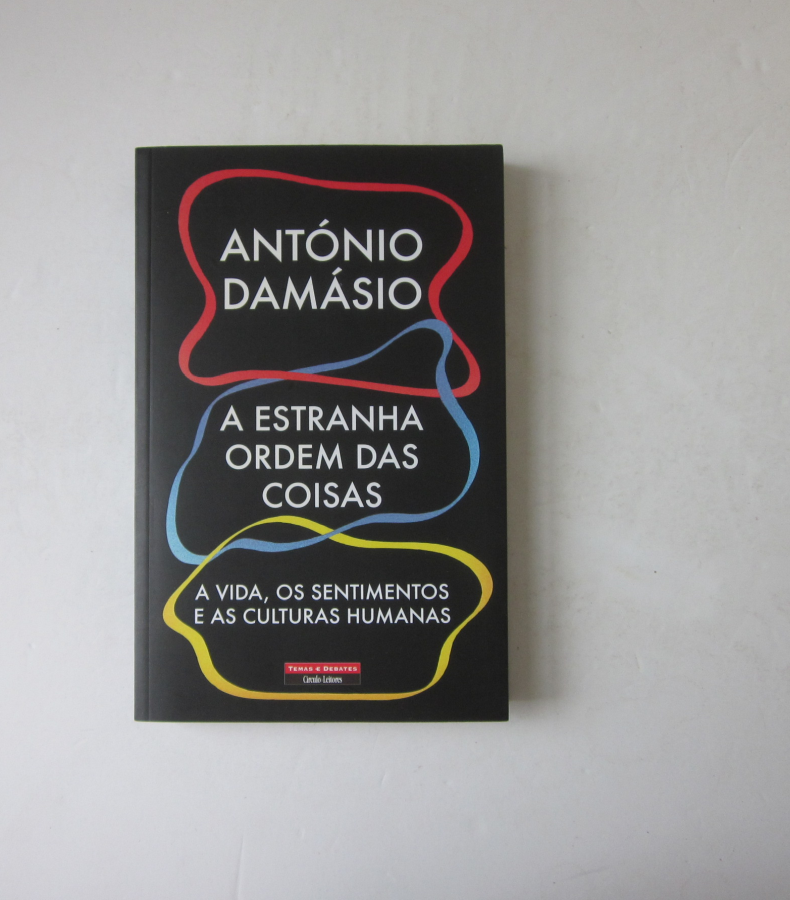 ANTÓNIO
DAMÁSIO
A ESTRANHA
ORDEM DAS
COISAS
A VIDA, OS SENTIMENTOS
E AS CULTURAS HUMANAS
TEMAS E DEBATES
Círculo Leitores